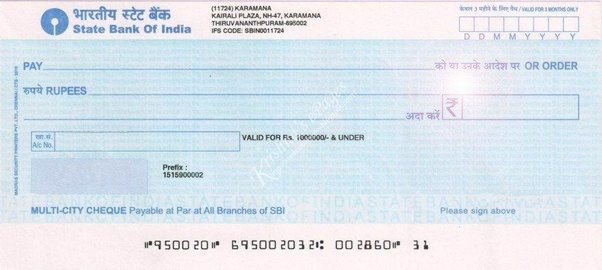 भारतीय स्टेट बैंक
State Bank Of India
(11724) KARAMANA
KAIRALI PLAZA, NH-47, KARAMANA
THIRUVANANTHPURAM-695002
IFS CODE: SBIN0011724
केवल 3 महीने के लिए वैध / VALID FOR 3 MONTHS ONLY
D D M M Y Y Y Y
PAY
को या उनके आदेश पर OR ORDER
रुपये RUPEES
अदा करें ₹
खा.सं.
A/c No.
VALID FOR Rs. 1000000/- & UNDER
Prefix :
1515900002
MULTI-CITY CHEQUE Payable at Par at All Branches of SBI
Please sign above
⑈950020⑈ 695002032⑆ 002860⑈ 31